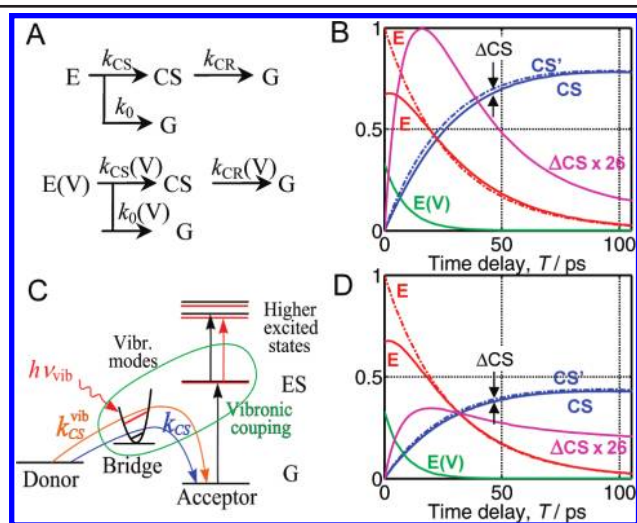 A
k_CS k_CR
E CS G
k_0
G
k_CS(V) k_CR(V)
E(V) CS G
k_0(V)
G
B
1
E
ΔCS
CS'
CS
0.5
E
ΔCS x 26
E(V)
0
0 50 100
Time delay, T / ps
C
Higher
excited
states
Vibr.
modes
hν_vib
ES
Vibronic
coupling
k_CS^vib
k_CS
Donor
Bridge
G
Acceptor
D
1
E
E
0.5
ΔCS
CS'
CS
ΔCS x 26
E(V)
0
0 50 100
Time delay, T / ps